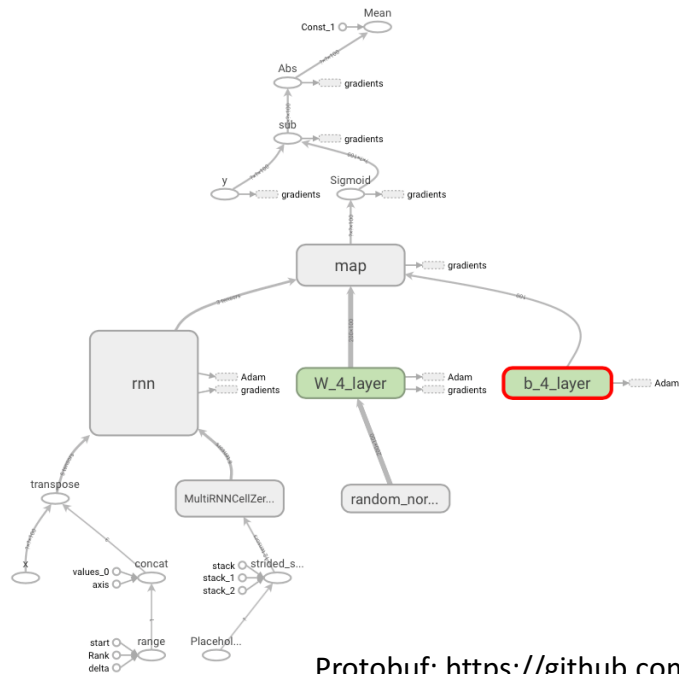 Mean
Const_1
Abs
gradients
sub
gradients
y
gradients
Sigmoid
gradients
map
gradients
rnn
Adam
gradients
W_4_layer
Adam
gradients
b_4_layer
Adam
transpose
MultiRNNCellZer...
random_nor...
x
values_0
axis
concat
stack
stack_1
stack_2
strided_s...
start
Rank
delta
range
Placehol...
Protobuf: https://github.com